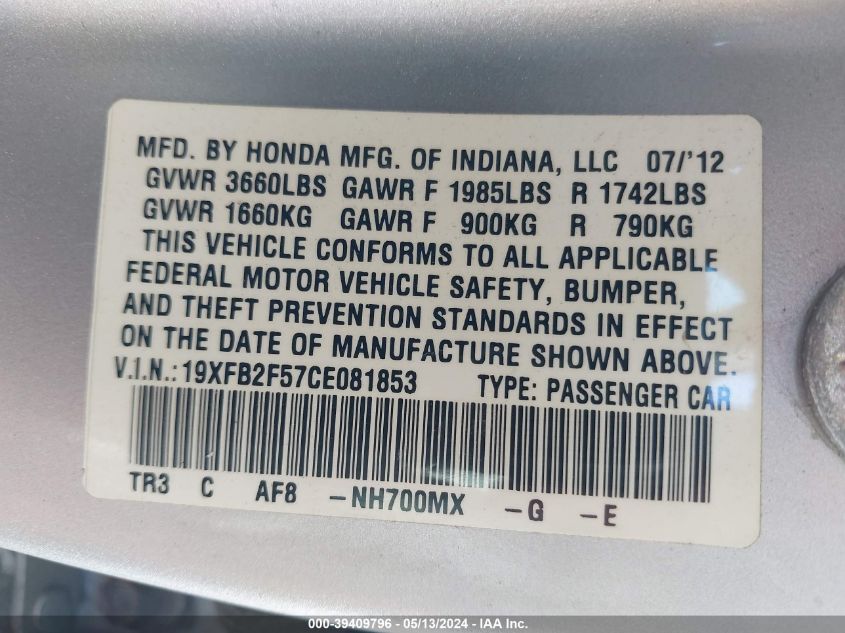 MFD. BY HONDA MFG. OF INDIANA, LLC 07/'12
GVWR 3660LBS GAWR F 1985LBS R 1742LBS
GVWR 1660KG GAWR F 900KG R 790KG
THIS VEHICLE CONFORMS TO ALL APPLICABLE
FEDERAL MOTOR VEHICLE SAFETY, BUMPER,
AND THEFT PREVENTION STANDARDS IN EFFECT
ON THE DATE OF MANUFACTURE SHOWN ABOVE.
V.I.N.: 19XFB2F57CE081853 TYPE: PASSENGER CAR
TR3 C AF8 -NH700MX -G -E
000-39409796 - 05/13/2024 - IAA Inc.